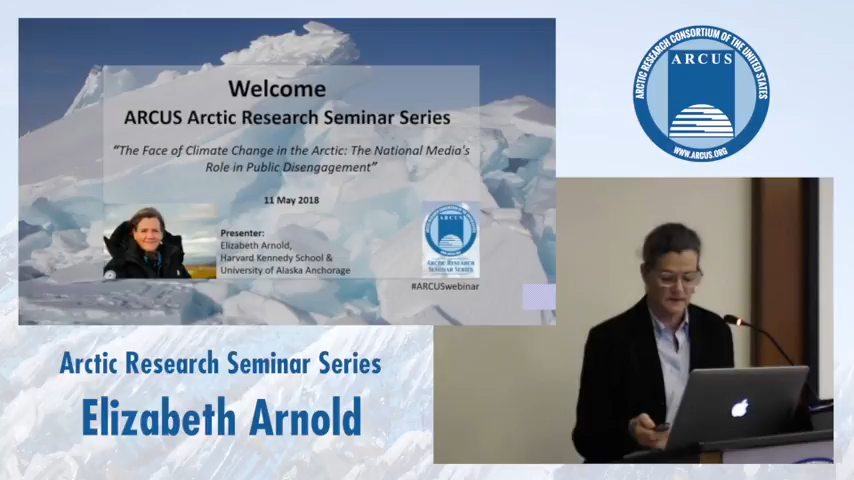 Welcome
ARCUS Arctic Research Seminar Series
“The Face of Climate Change in the Arctic: The National Media's
Role in Public Disengagement”
11 May 2018
Presenter:
Elizabeth Arnold,
Harvard Kennedy School &
University of Alaska Anchorage
ARCUS
ARCTIC RESEARCH
SEMINAR SERIES
#ARCUSwebinar
ARCTIC RESEARCH CONSORTIUM OF THE UNITED STATES
ARCUS
WWW.ARCUS.ORG
Arctic Research Seminar Series
Elizabeth Arnold